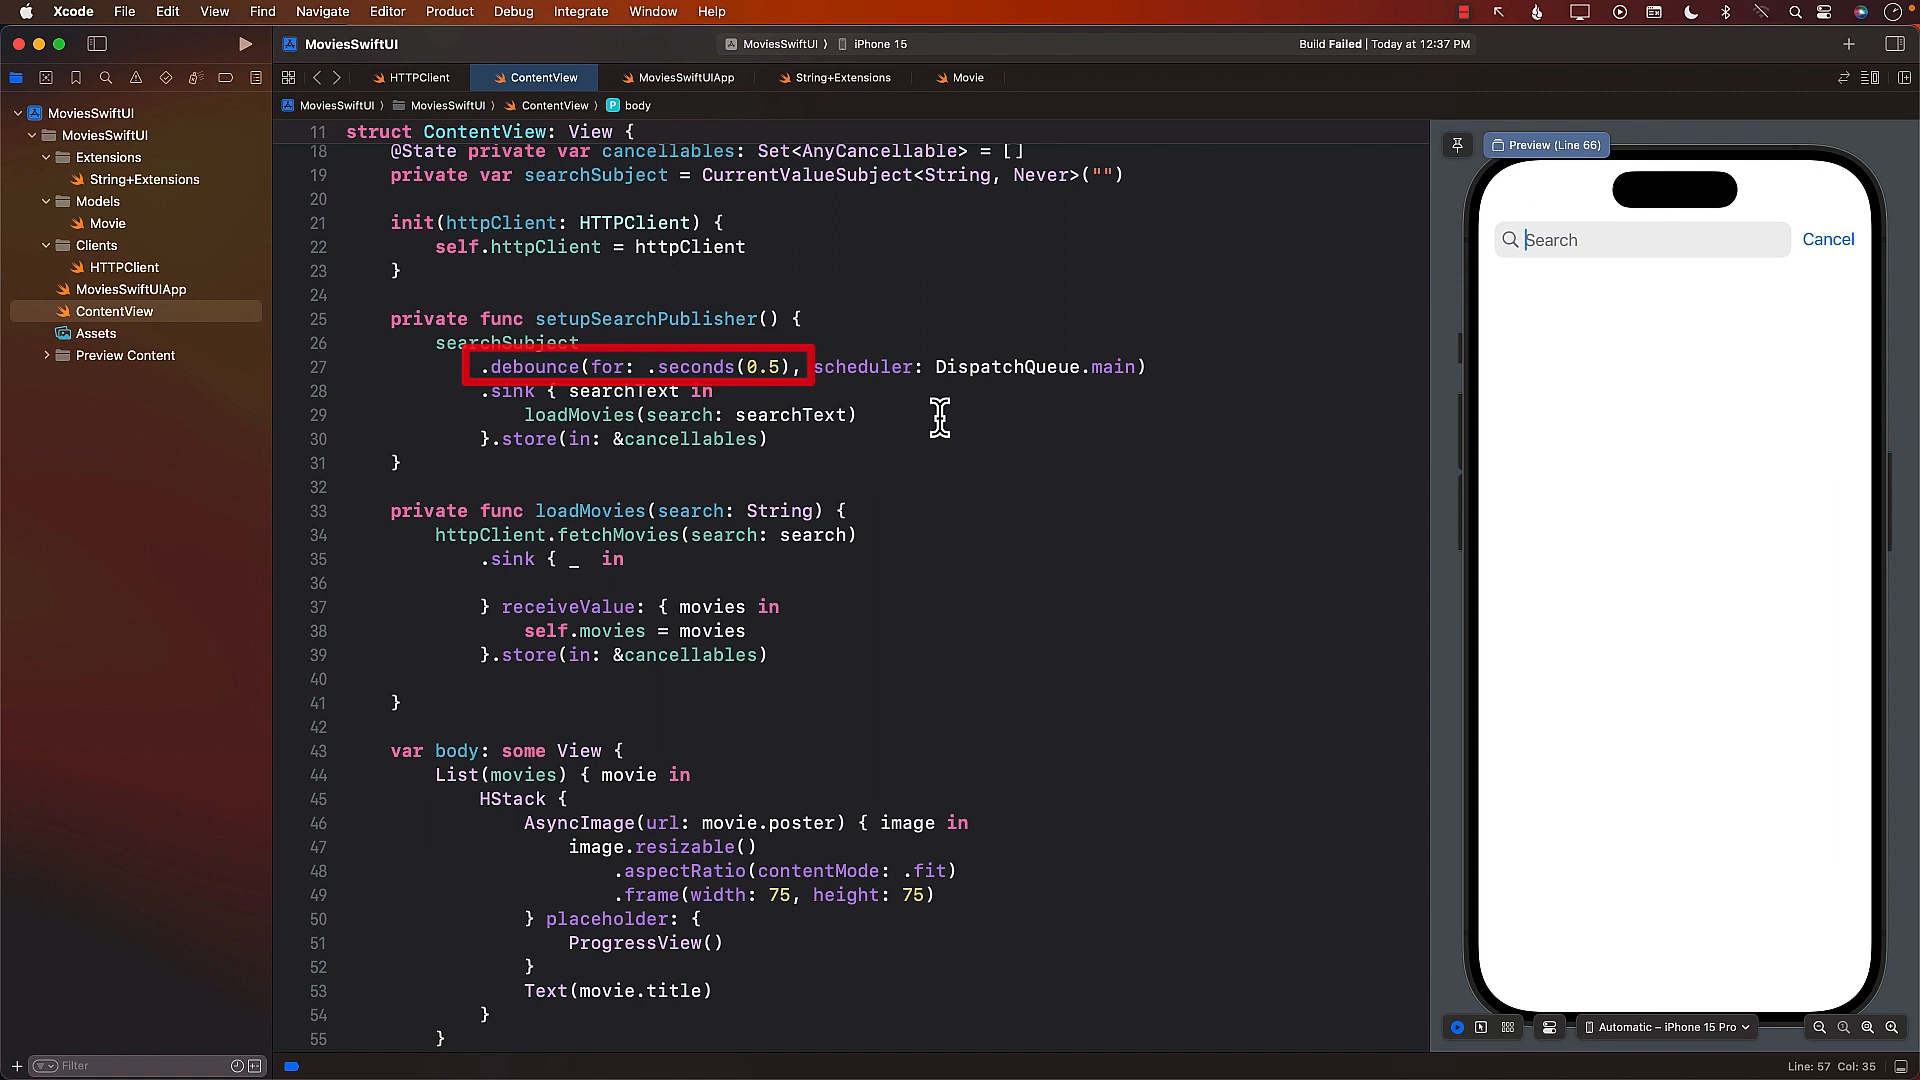 Xcode File Edit View Find Navigate Editor Product Debug Integrate Window Help
MoviesSwiftUI
MoviesSwiftUI 〉 iPhone 15
Build Failed | Today at 12:37 PM
HTTPClient ContentView MoviesSwiftUIApp String+Extensions Movie
MoviesSwiftUI 〉 MoviesSwiftUI 〉 ContentView 〉 P body
MoviesSwiftUI
MoviesSwiftUI
Extensions
String+Extensions
Models
Movie
Clients
HTTPClient
MoviesSwiftUIApp
ContentView
Assets
Preview Content
Filter
11 struct ContentView: View {
18 @State private var cancellables: Set<AnyCancellable> = []
19 private var searchSubject = CurrentValueSubject<String, Never>("")
20
21 init(httpClient: HTTPClient) {
22 self.httpClient = httpClient
23 }
24
25 private func setupSearchPublisher() {
26 searchSubject
27 .debounce(for: .seconds(0.5), scheduler: DispatchQueue.main)
28 .sink { searchText in
29 loadMovies(search: searchText)
30 }.store(in: &cancellables)
31 }
32
33 private func loadMovies(search: String) {
34 httpClient.fetchMovies(search: search)
35 .sink { _ in
36
37 } receiveValue: { movies in
38 self.movies = movies
39 }.store(in: &cancellables)
40
41 }
42
43 var body: some View {
44 List(movies) { movie in
45 HStack {
46 AsyncImage(url: movie.poster) { image in
47 image.resizable()
48 .aspectRatio(contentMode: .fit)
49 .frame(width: 75, height: 75)
50 } placeholder: {
51 ProgressView()
52 }
53 Text(movie.title)
54 }
55 }
Preview (Line 66)
Search
Cancel
Automatic – iPhone 15 Pro
Line: 57 Col: 35